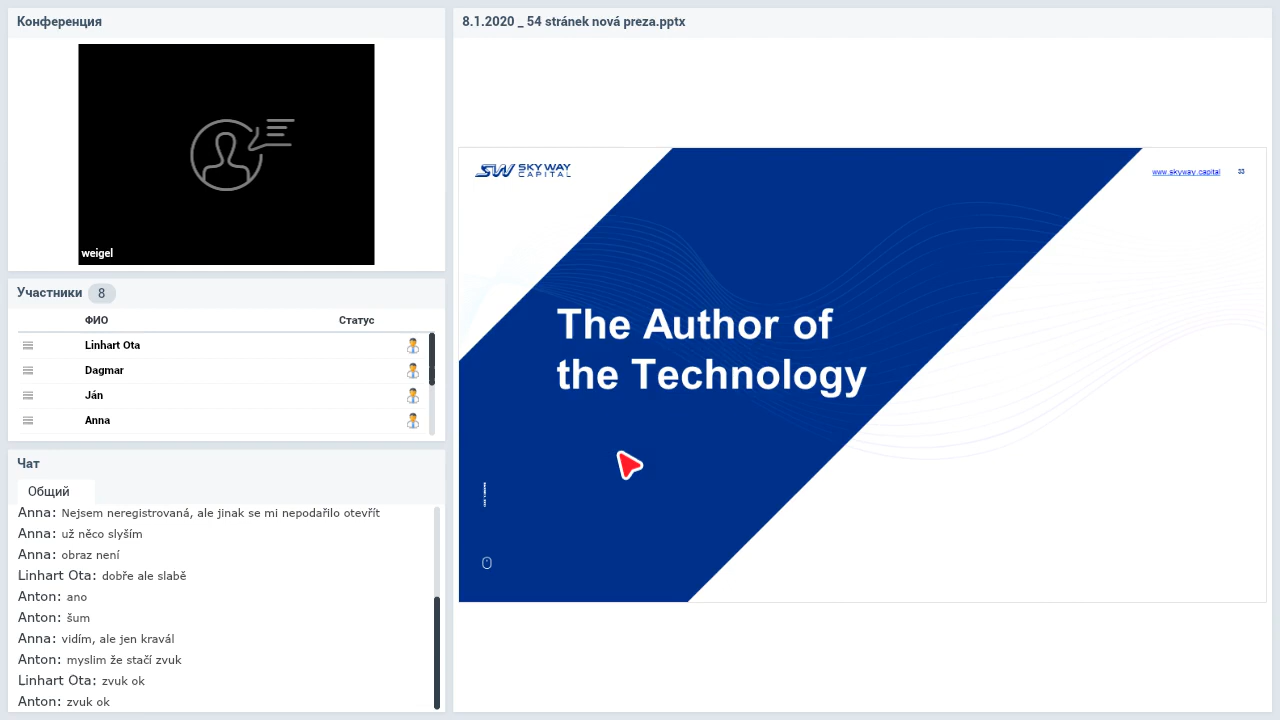 Конференция
weigel
Участники 8
ФИО Статус
Linhart Ota
Dagmar
Ján
Anna
Чат
Общий
Anna: Nejsem neregistrovaná, ale jinak se mi nepodařilo otevřít
Anna: už něco slyším
Anna: obraz není
Linhart Ota: dobře ale slabě
Anton: ano
Anton: šum
Anna: vidím, ale jen kravál
Anton: myslim že stačí zvuk
Linhart Ota: zvuk ok
Anton: zvuk ok
8.1.2020 _ 54 stránek nová preza.pptx
SW SKY WAY
CAPITAL
www.skyway.capital 33
The Author of
the Technology